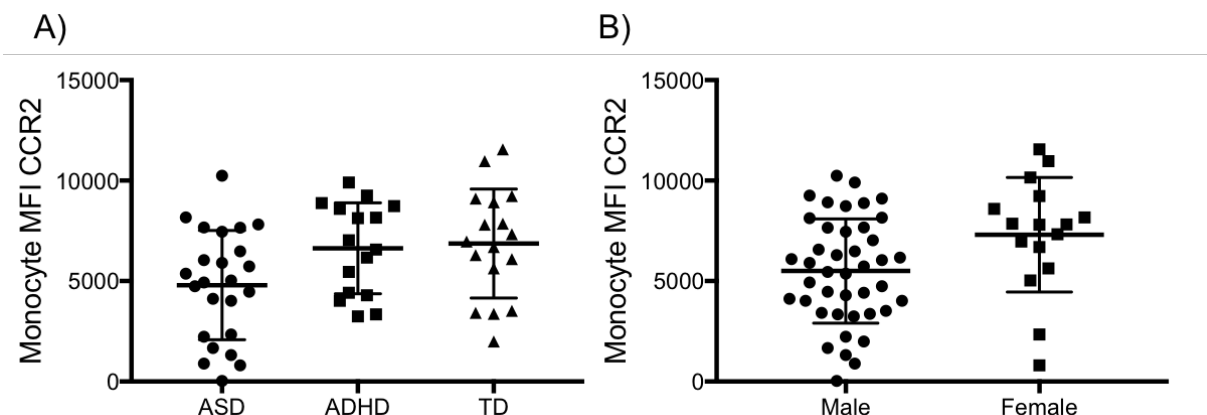 A)
B)
Monocyte MFI CCR2
15000
10000
5000
0
ASD ADHD TD
Monocyte MFI CCR2
15000
10000
5000
0
Male Female